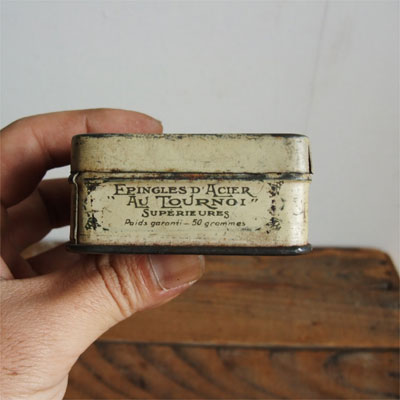 "EPINGLES D'ACIER
AU TOURNOI"
SUPÉRIEURES
Poids garanti - 50 grammes